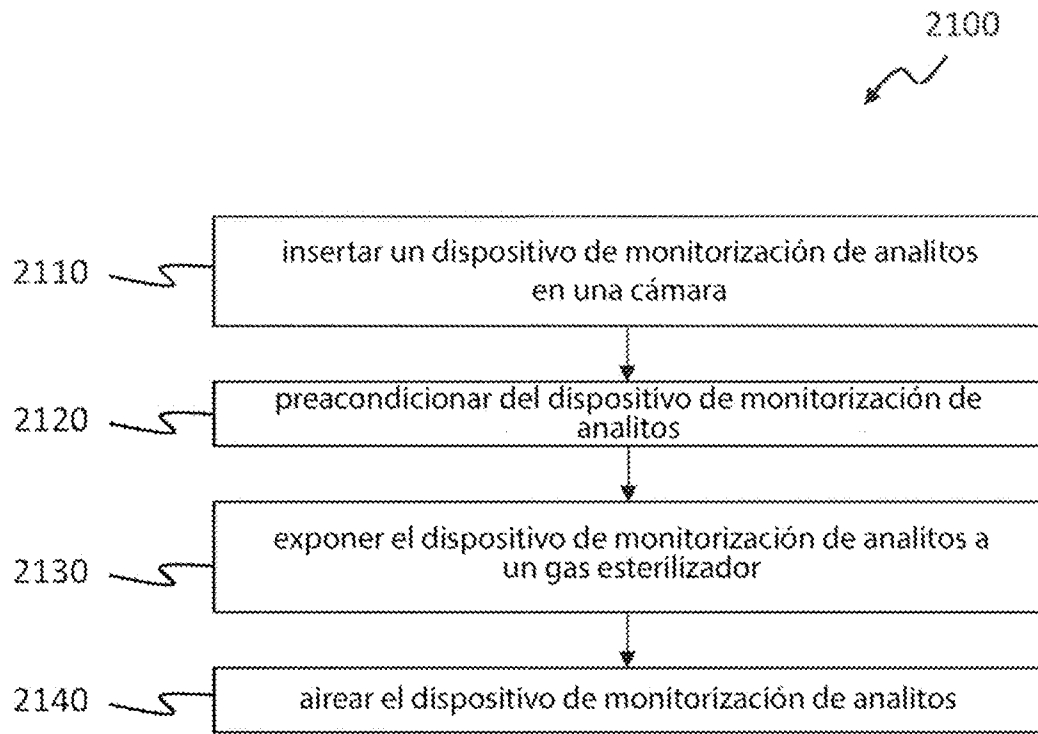 2100
2110
insertar un dispositivo de monitorización de analitos
en una cámara
2120
preacondicionar del dispositivo de monitorización de
analitos
2130
exponer el dispositivo de monitorización de analitos a
un gas esterilizador
2140
airear el dispositivo de monitorización de analitos